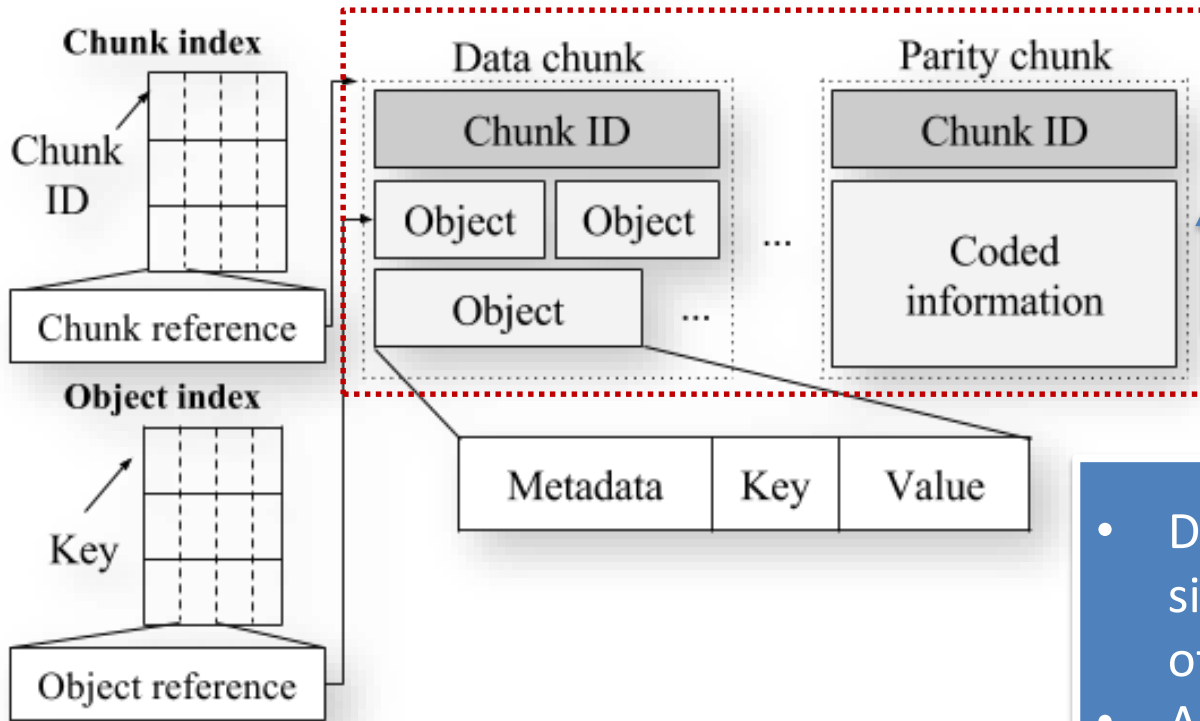 Chunk index
Chunk
ID
Chunk reference
Object index
Key
Object reference
Data chunk
Chunk ID
Object
Object
Object
...
...
Parity chunk
Chunk ID
Coded
information
Metadata
Key
Value
•
•